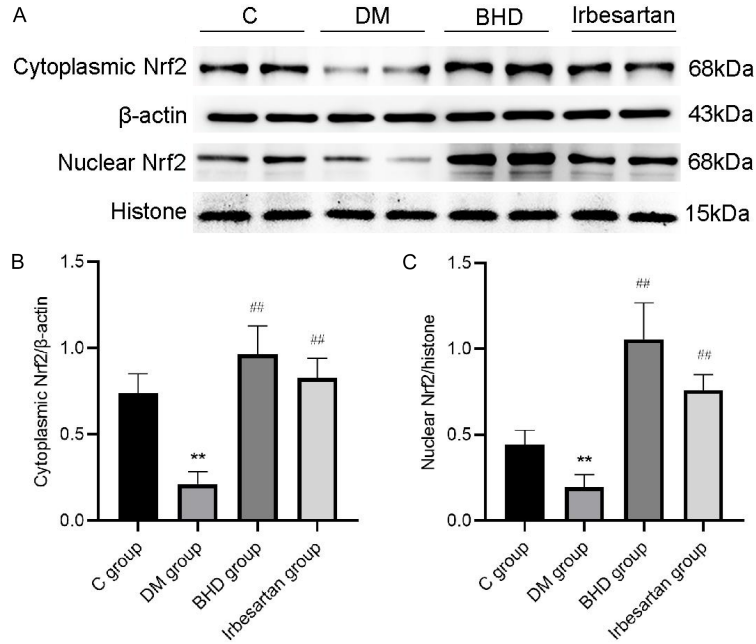 A
C DM BHD Irbesartan
Cytoplasmic Nrf2 68kDa
β-actin 43kDa
Nuclear Nrf2 68kDa
Histone 15kDa
B
Cytoplasmic Nrf2/β-actin
1.5
1.0
0.5
0.0
**
##
##
C group
DM group
BHD group
Irbesartan group
C
Nuclear Nrf2/histone
1.5
1.0
0.5
0.0
**
##
##
C group
DM group
BHD group
Irbesartan group